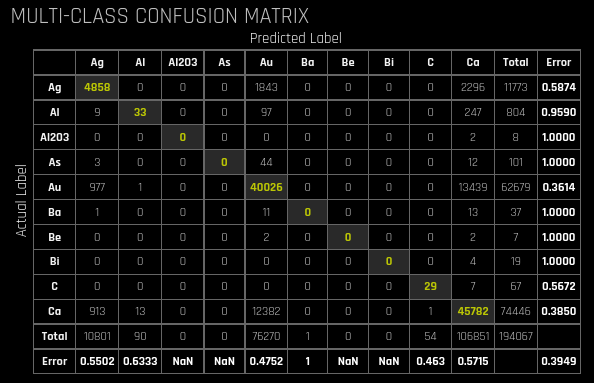 MULTI-CLASS CONFUSION MATRIX
Predicted Label
Ag Al Al2O3 As Au Ba Be Bi C Ca Total Error
Ag 4858 0 0 0 1843 0 0 0 0 2296 11773 0.5874
Al 9 33 0 0 97 0 0 0 0 247 804 0.9590
Al2O3 0 0 0 0 0 0 0 0 0 2 8 1.0000
As 3 0 0 0 44 0 0 0 0 12 101 1.0000
Au 977 1 0 0 40026 0 0 0 0 13439 62679 0.3614
Ba 1 0 0 0 11 0 0 0 0 13 37 1.0000
Be 0 0 0 0 2 0 0 0 0 2 7 1.0000
Bi 0 0 0 0 0 0 0 0 0 4 19 1.0000
C 0 0 0 0 0 0 0 0 29 7 67 0.5672
Ca 913 13 0 0 12382 0 0 0 1 45782 74446 0.3850
Total 10801 90 0 0 76270 1 0 0 54 106851 194067
Error 0.5502 0.6333 NaN NaN 0.4752 1 NaN NaN 0.463 0.5715 0.3949
Actual Label